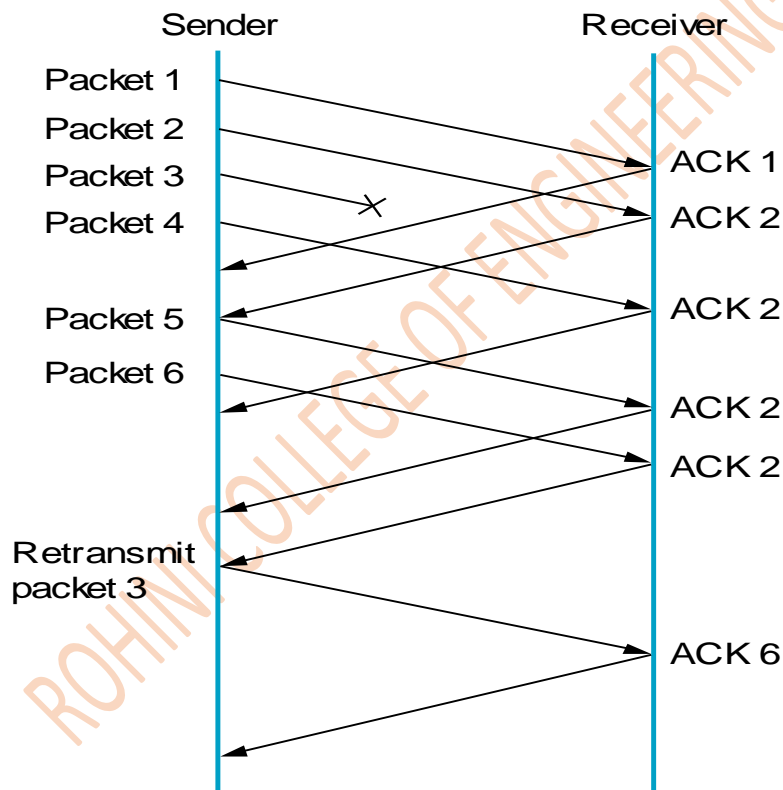 Sender Receiver
Packet 1
Packet 2
Packet 3
Packet 4
Packet 5
Packet 6
Retransmit
packet 3
ACK 1
ACK 2
ACK 2
ACK 2
ACK 2
ACK 6
ROHINI COLLEGE OF ENGINEERING